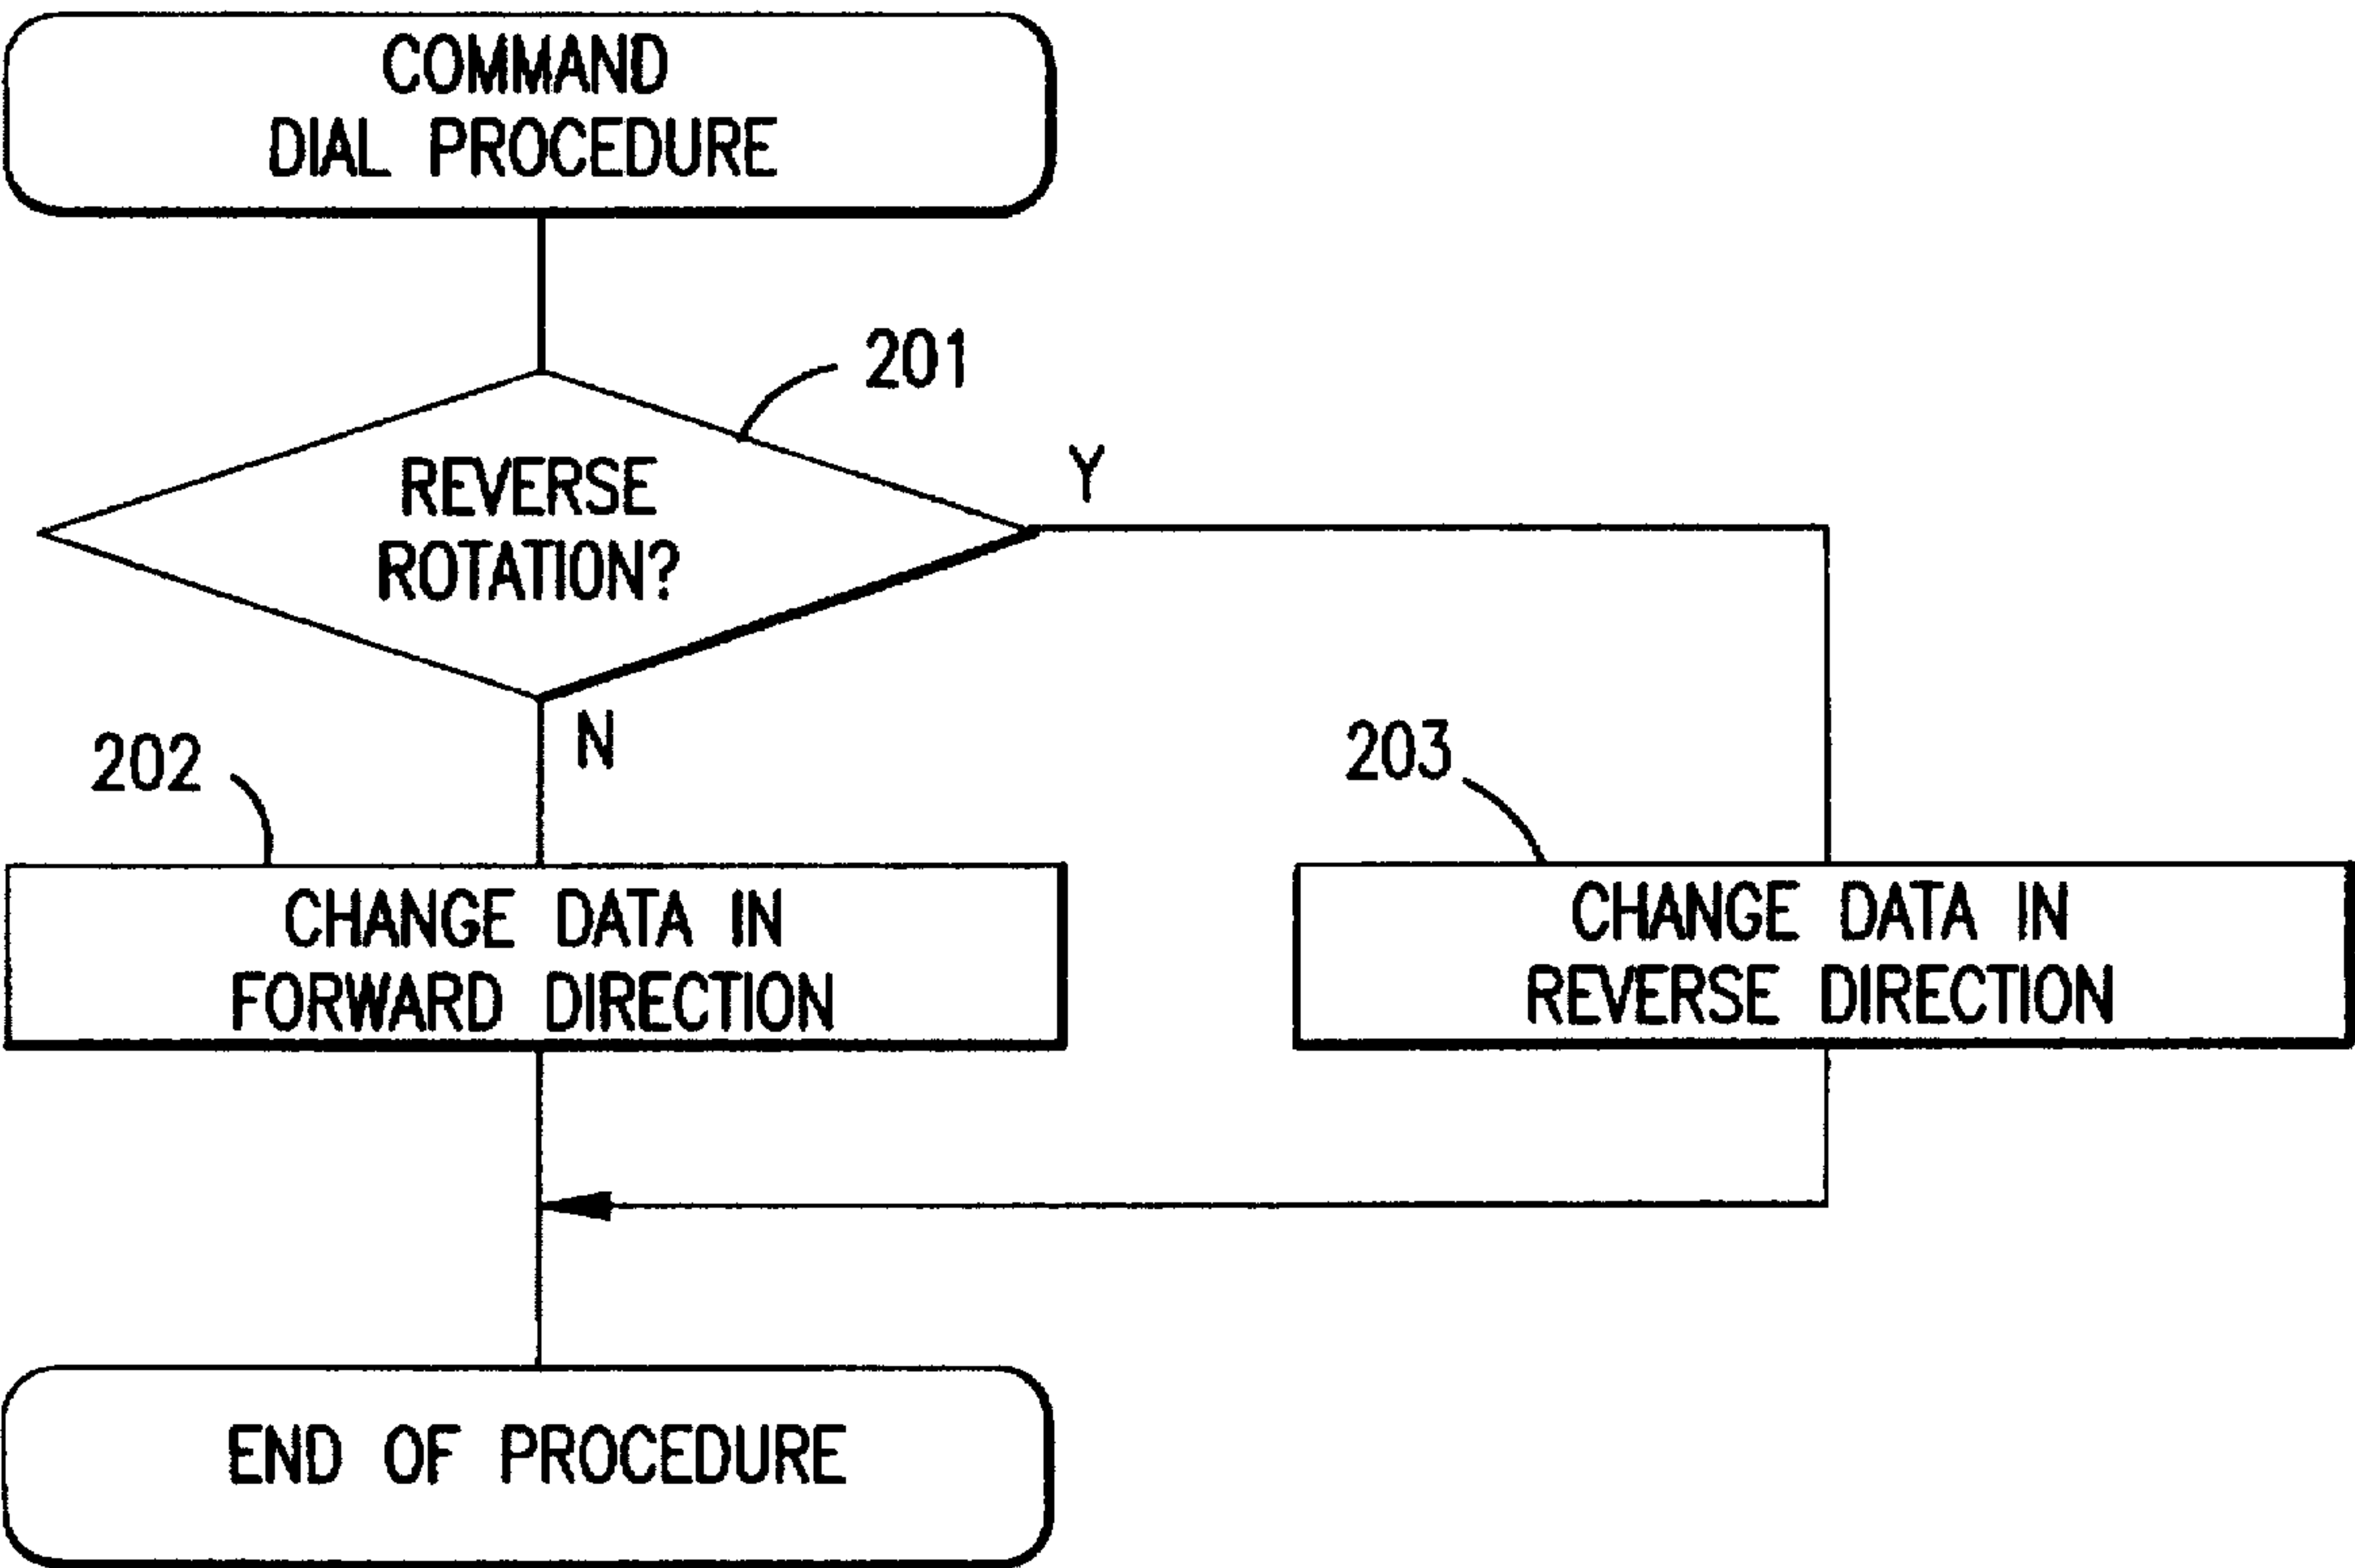 COMMAND
DIAL PROCEDURE
201
REVERSE
ROTATION?
Y
N
202
203
CHANGE DATA IN
FORWARD DIRECTION
CHANGE DATA IN
REVERSE DIRECTION
END OF PROCEDURE